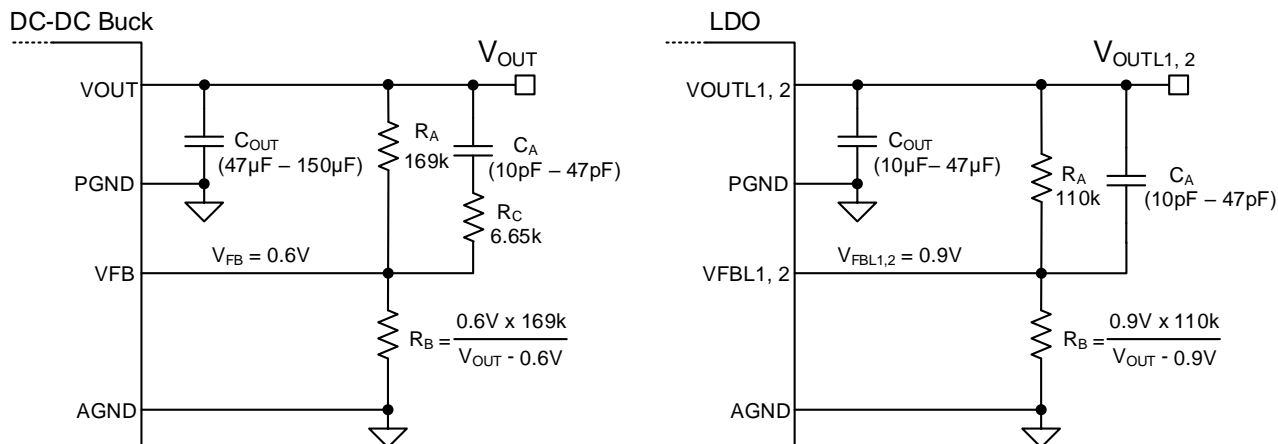 DC-DC Buck
VOUT
VOUT
COUT
(47µF – 150µF)
RA
169k
CA
(10pF – 47pF)
PGND
RC
6.65k
VFB = 0.6V
VFB
RB = 0.6V x 169k
VOUT - 0.6V
AGND
LDO
VOUTL1, 2
VOUTL1, 2
COUT
(10µF– 47µF)
RA
110k
CA
(10pF – 47pF)
PGND
VFBL1,2 = 0.9V
VFBL1, 2
RB = 0.9V x 110k
VOUT - 0.9V
AGND